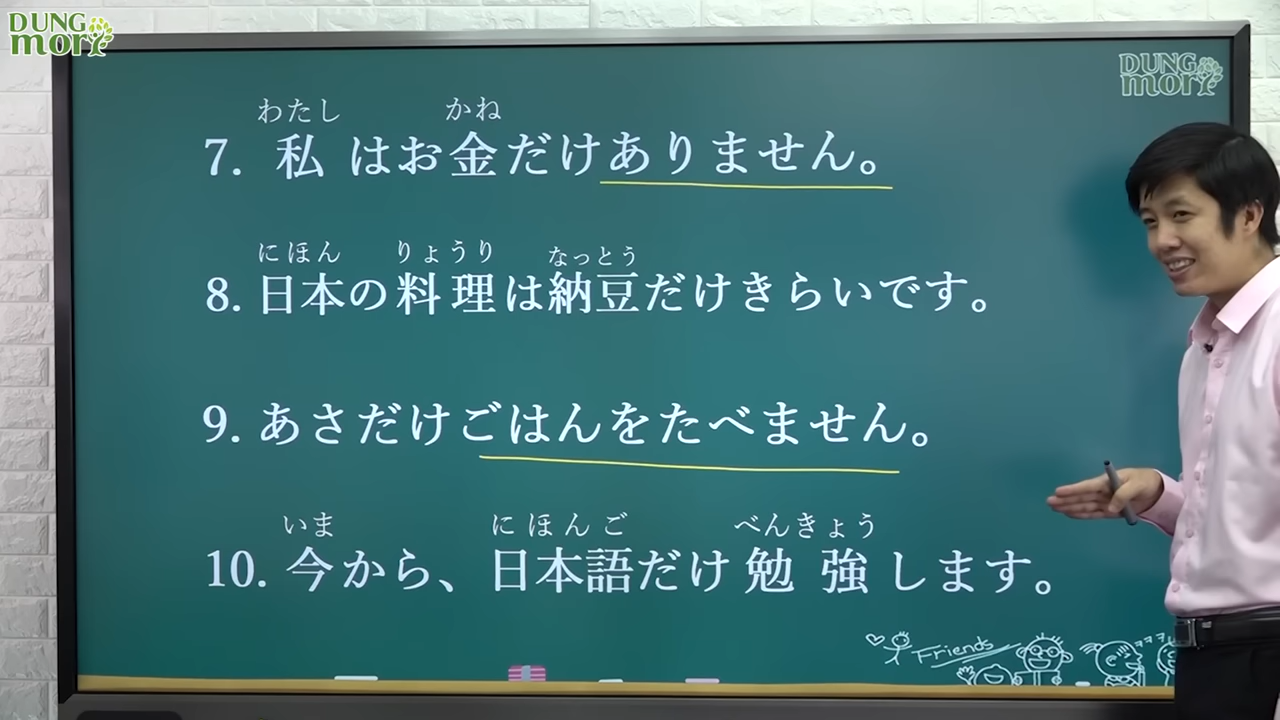 DUNG
mori
DUNG
mori
わたし かね
7. 私 はお金だけありません。
にほん りょうり なっとう
8. 日本の料理は納豆だけきらいです。
9. あさだけごはんをたべません。
いま にほんご べんきょう
10. 今から、日本語だけ勉強します。
Friends